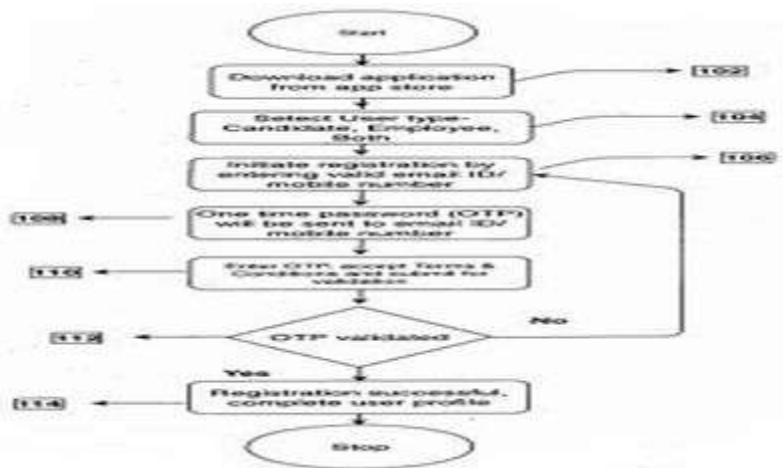 Start
Download application
from app store
102
Select User type-
Candidate, Employee,
Both
104
Initiate registration by
entering valid email ID/
mobile number
106
One time password (OTP)
will be sent to email ID/
mobile number
108
Enter OTP, accept Terms &
Conditions and submit for
validation
110
OTP validated
No
112
Yes
Registration successful,
complete user profile
114
Stop